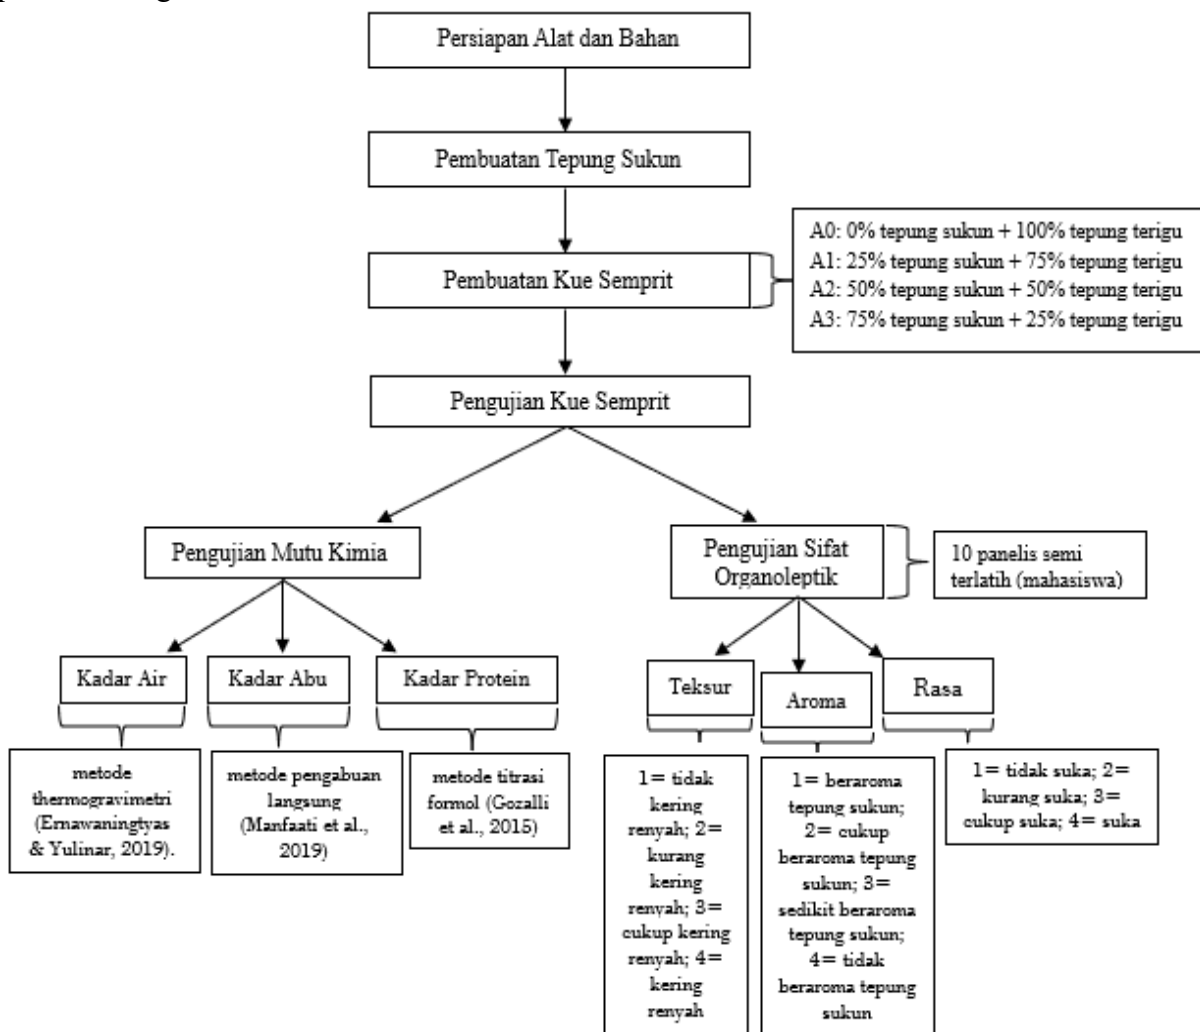 Persiapan Alat dan Bahan
Pembuatan Tepung Sukun
Pembuatan Kue Semprit
A0: 0% tepung sukun + 100% tepung terigu
A1: 25% tepung sukun + 75% tepung terigu
A2: 50% tepung sukun + 50% tepung terigu
A3: 75% tepung sukun + 25% tepung terigu
Pengujian Kue Semprit
Pengujian Mutu Kimia
Pengujian Sifat
Organoleptik
10 panelis semi
terlatih (mahasiswa)
Kadar Air
Kadar Abu
Kadar Protein
Teksur
Aroma
Rasa
metode
thermogravimetri
(Ernawaningtyas
& Yulinar, 2019).
metode pengabuan
langsung
(Manfaati et al.,
2019)
metode titrasi
formol (Gozalli
et al., 2015)
1= tidak
kering
renyah; 2=
kurang
kering
renyah; 3=
cukup kering
renyah; 4=
kering
renyah
1= beraroma
tepung sukun;
2= cukup
beraroma tepung
sukun; 3=
sedikit beraroma
tepung sukun;
4= tidak
beraroma tepung
sukun
1= tidak suka; 2=
kurang suka; 3=
cukup suka; 4= suka